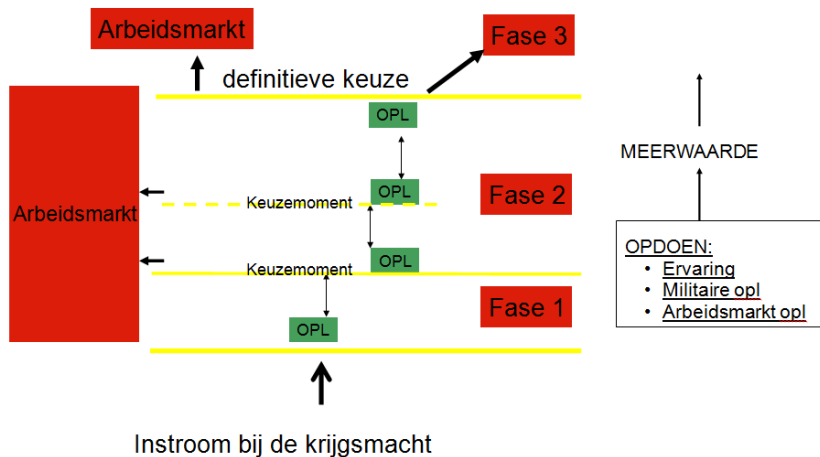 Arbeidsmarkt
Fase 3
definitieve keuze
OPL
MEERWAARDE
Keuzemoment
OPL
Fase 2
Arbeidsmarkt
Keuzemoment
OPL
OPDOEN:
• Ervaring
• Militaire opl
• Arbeidsmarkt opl
Fase 1
OPL
Instroom bij de krijgsmacht